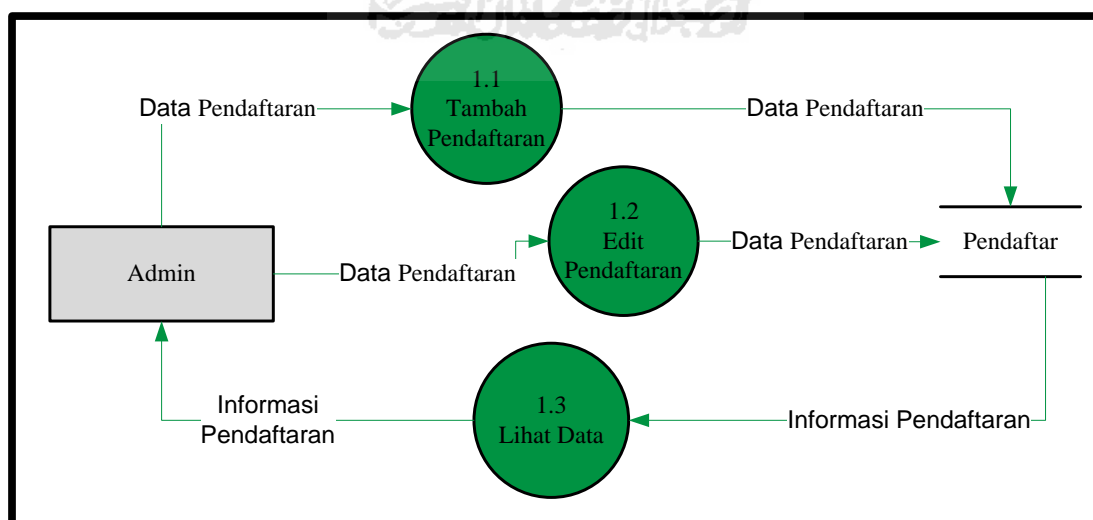 1.1
Tambah
Pendaftaran
Data Pendaftaran
Data Pendaftaran
1.2
Edit
Pendaftaran
Admin
Data Pendaftaran
Data Pendaftaran
Pendaftar
1.3
Lihat Data
Informasi
Pendaftaran
Informasi Pendaftaran